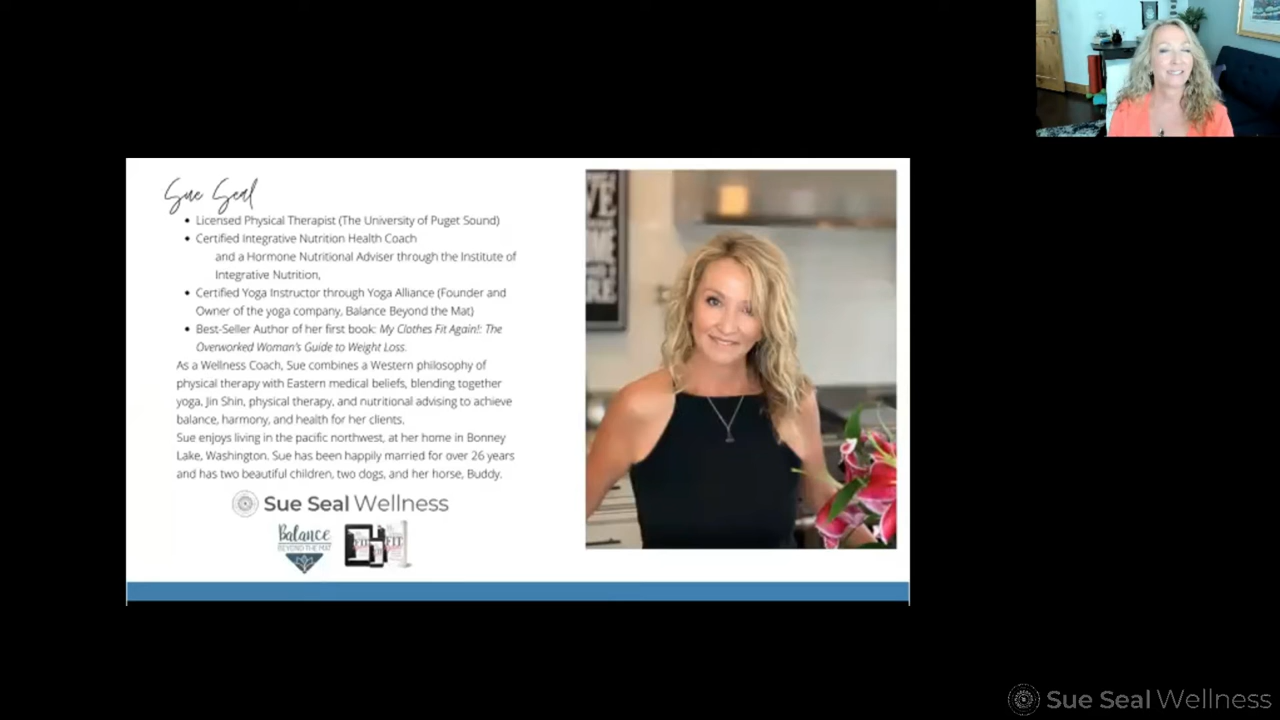 Sue Seal
• Licensed Physical Therapist (The University of Puget Sound)
• Certified Integrative Nutrition Health Coach
and a Hormone Nutritional Adviser through the Institute of
Integrative Nutrition,
• Certified Yoga Instructor through Yoga Alliance (Founder and
Owner of the yoga company, Balance Beyond the Mat)
• Best-Seller Author of her first book: My Clothes Fit Again!: The
Overworked Woman's Guide to Weight Loss.
As a Wellness Coach, Sue combines a Western philosophy of
physical therapy with Eastern medical beliefs, blending together
yoga, Jin Shin, physical therapy, and nutritional advising to achieve
balance, harmony, and health for her clients.
Sue enjoys living in the pacific northwest, at her home in Bonney
Lake, Washington. Sue has been happily married for over 26 years
and has two beautiful children, two dogs, and her horse, Buddy.
Sue Seal Wellness
Balance
BEYOND THE MAT
FIT
Sue Seal Wellness